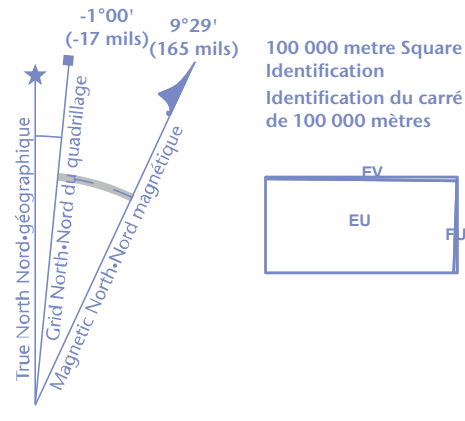 -1°00'
(-17 mils)
9°29'
(165 mils)
True North Nord•géographique
Grid North•Nord du quadrillage
Magnetic North•Nord magnétique
100 000 metre Square
Identification
Identification du carré
de 100 000 mètres
EV
EU
FU